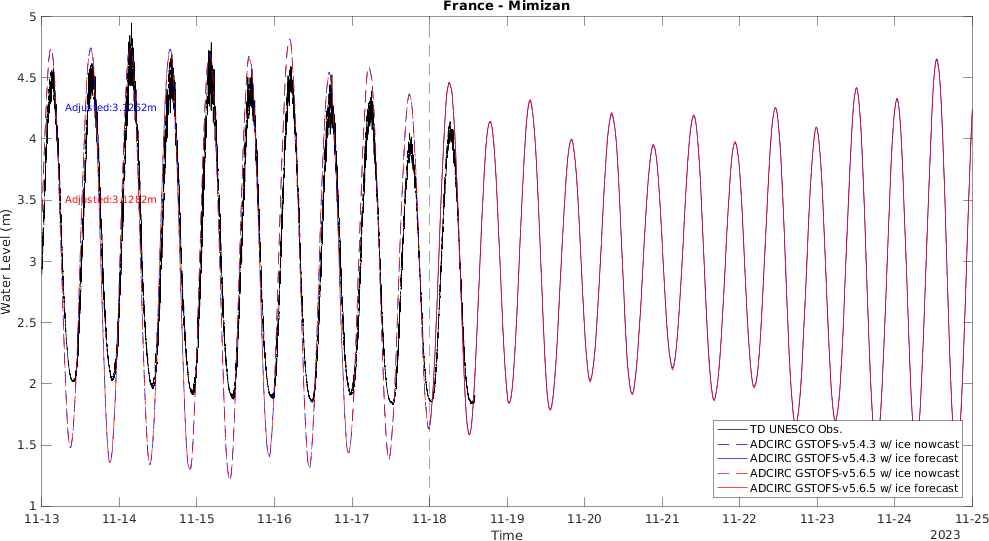 France - Mimizan
Water Level (m)
5
4.5
4
3.5
3
2.5
2
1.5
1
Adjusted:3.1262m
Adjusted:3.1282m
TD UNESCO Obs.
ADCIRC GSTOFS-v5.4.3 w/ ice nowcast
ADCIRC GSTOFS-v5.4.3 w/ ice forecast
ADCIRC GSTOFS-v5.6.5 w/ ice nowcast
ADCIRC GSTOFS-v5.6.5 w/ ice forecast
11-13 11-14 11-15 11-16 11-17 11-18 11-19 11-20 11-21 11-22 11-23 11-24 11-25
Time
2023